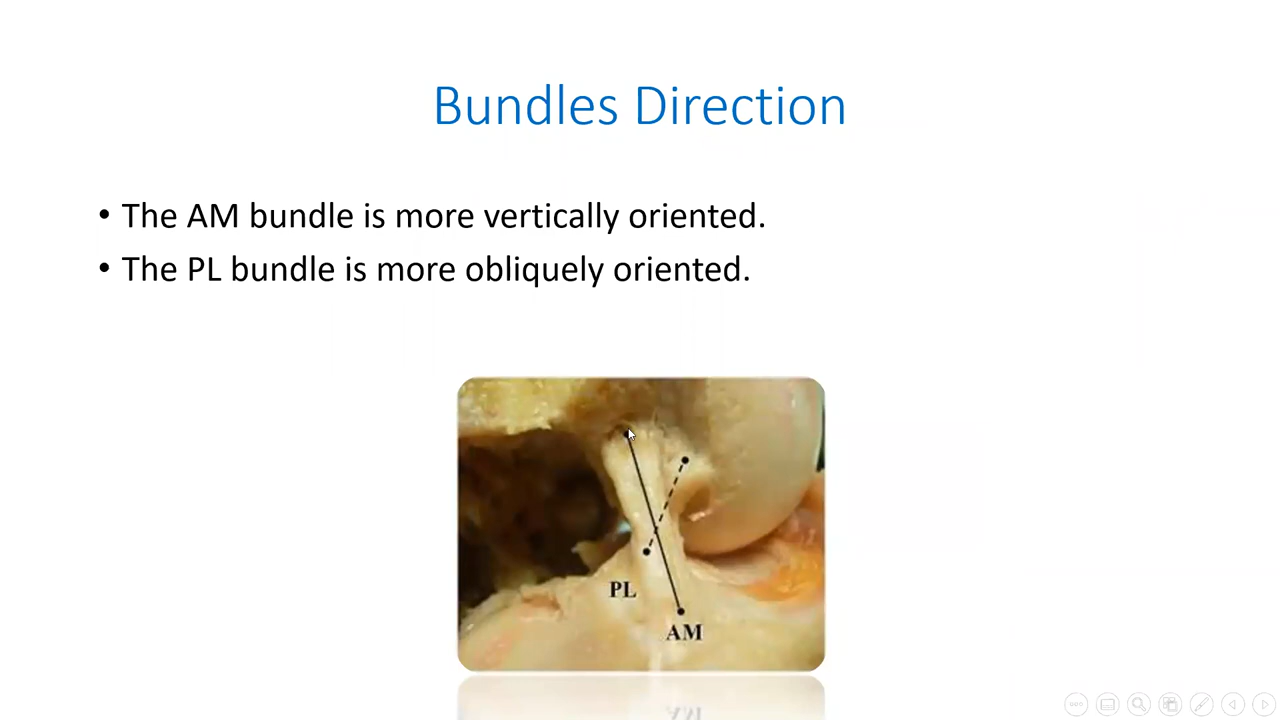 Bundles Direction
• The AM bundle is more vertically oriented.
• The PL bundle is more obliquely oriented.
PL
AM